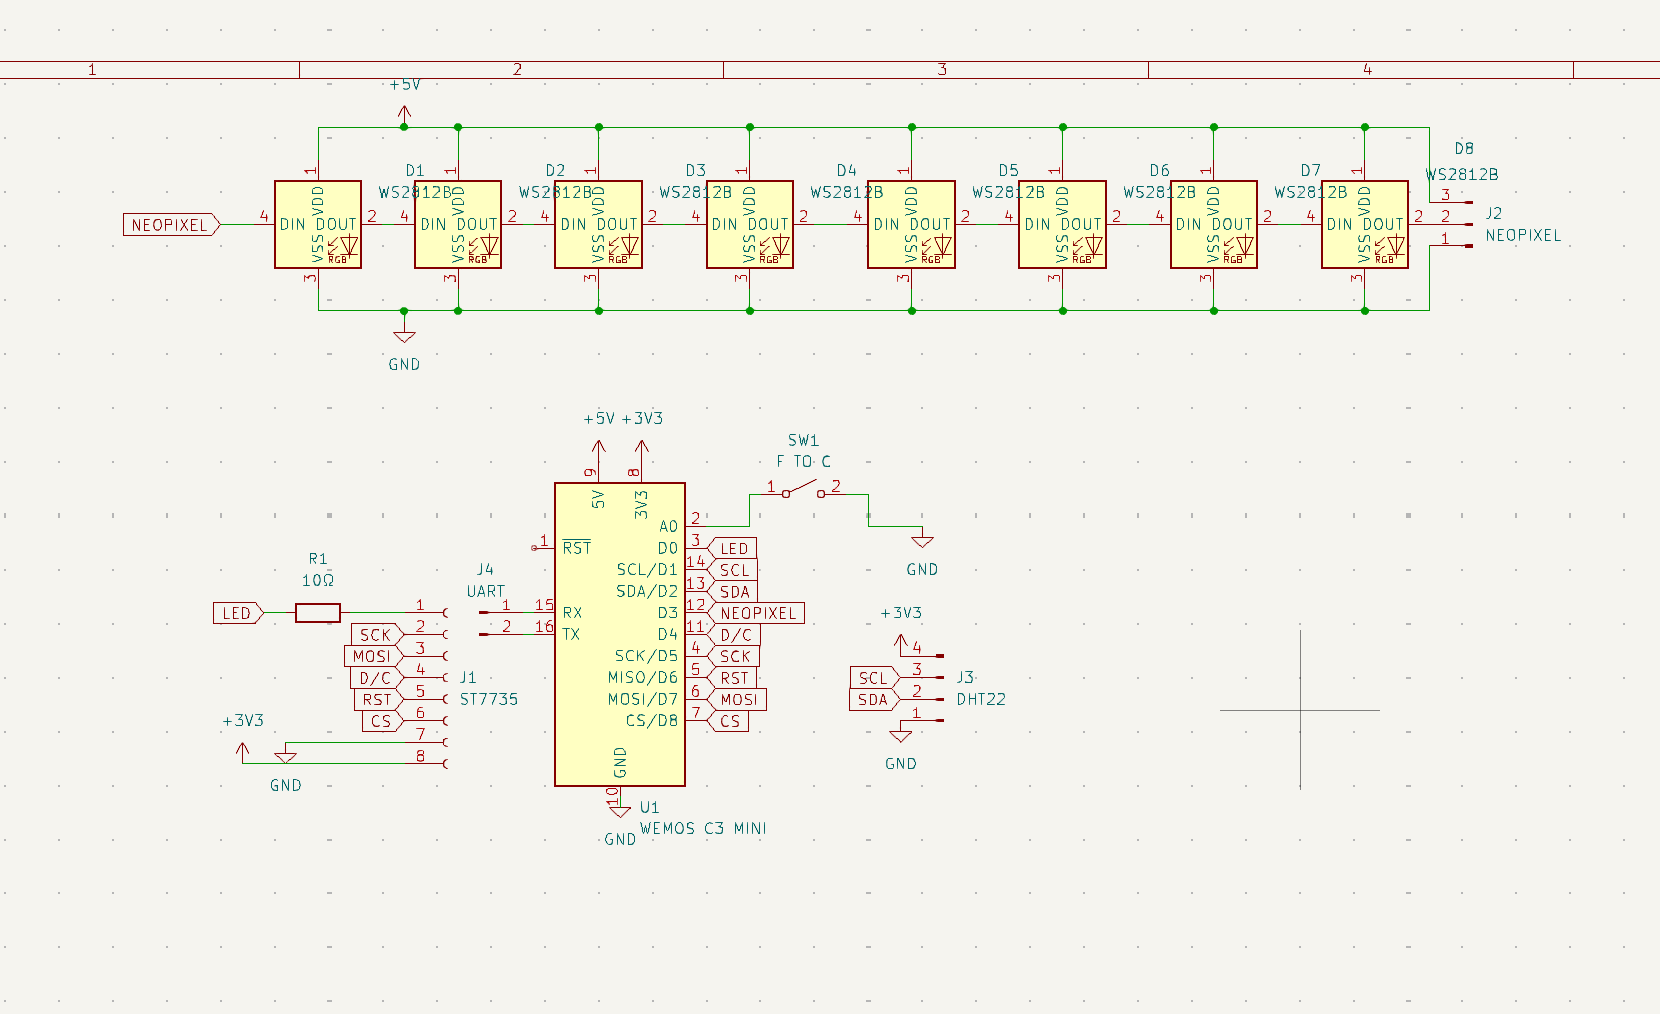 1 2 3 4
+5V
D1 D2 D3 D4 D5 D6 D7 D8
WS2812B WS2812B WS2812B WS2812B WS2812B WS2812B WS2812B WS2812B
1 1 1 1 1 1 1 1
VDD VDD VDD VDD VDD VDD VDD VDD
NEOPIXEL 4 DIN DOUT 2 4 DIN DOUT 2 4 DIN DOUT 2 4 DIN DOUT 2 4 DIN DOUT 2 4 DIN DOUT 2 4 DIN DOUT 2 4 DIN DOUT 2
VSS VSS VSS VSS VSS VSS VSS VSS
RGB RGB RGB RGB RGB RGB RGB RGB
3 3 3 3 3 3 3 3
3
2 J2
1 NEOPIXEL
GND
+5V +3V3
9 8
5V 3V3
SW1
F TO C
1 2
GND
A0 2
1 RST D0 3 LED
SCL/D1 14 SCL
SDA/D2 13 SDA
15 RX D3 12 NEOPIXEL
16 TX D4 11 D/C
SCK/D5 4 SCK
MISO/D6 5 RST
MOSI/D7 6 MOSI
CS/D8 7 CS
GND
10
GND
U1
WEMOS C3 MINI
J4
UART
1
2
R1
10Ω
LED 1
SCK 2
MOSI 3
D/C 4 J1
RST 5 ST7735
CS 6
+3V3
7
8
GND
+3V3
4
SCL 3 J3
SDA 2 DHT22
1
GND